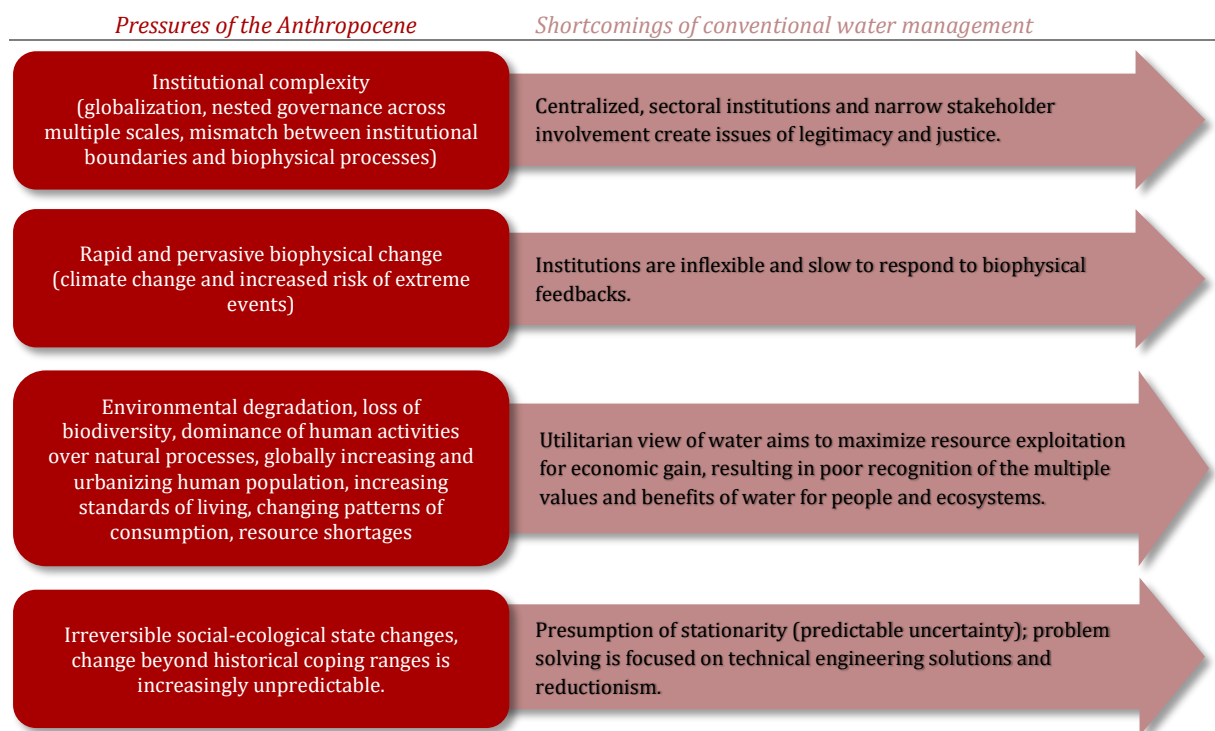 Pressures of the Anthropocene
Shortcomings of conventional water management
Institutional complexity
(globalization, nested governance across
multiple scales, mismatch between institutional
boundaries and biophysical processes)
Centralized, sectoral institutions and narrow stakeholder
involvement create issues of legitimacy and justice.
Rapid and pervasive biophysical change
(climate change and increased risk of extreme
events)
Institutions are inflexible and slow to respond to biophysical
feedbacks.
Environmental degradation, loss of
biodiversity, dominance of human activities
over natural processes, globally increasing and
urbanizing human population, increasing
standards of living, changing patterns of
consumption, resource shortages
Utilitarian view of water aims to maximize resource exploitation
for economic gain, resulting in poor recognition of the multiple
values and benefits of water for people and ecosystems.
Irreversible social-ecological state changes,
change beyond historical coping ranges is
increasingly unpredictable.
Presumption of stationarity (predictable uncertainty); problem
solving is focused on technical engineering solutions and
reductionism.